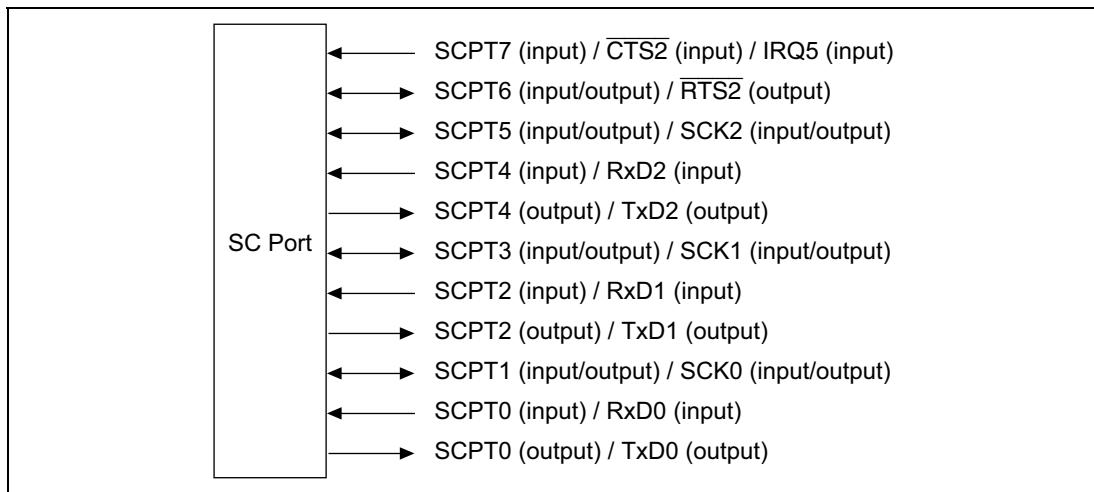 SCPT7 (input) / CTS2 (input) / IRQ5 (input)
SCPT6 (input/output) / RTS2 (output)
SCPT5 (input/output) / SCK2 (input/output)
SCPT4 (input) / RxD2 (input)
SCPT4 (output) / TxD2 (output)
SC Port
SCPT3 (input/output) / SCK1 (input/output)
SCPT2 (input) / RxD1 (input)
SCPT2 (output) / TxD1 (output)
SCPT1 (input/output) / SCK0 (input/output)
SCPT0 (input) / RxD0 (input)
SCPT0 (output) / TxD0 (output)